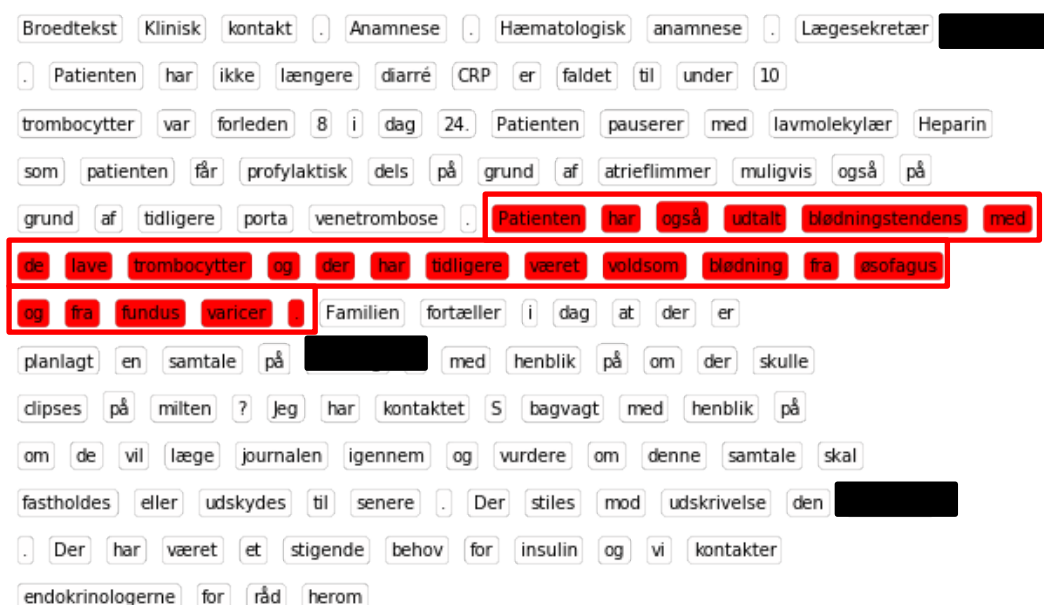 Broedtekst Klinisk kontakt . Anamnese . Hæmatologisk anamnese . Lægesekretær
. Patienten har ikke længere diarré CRP er faldet til under 10
trombocytter var forleden 8 i dag 24. Patienten pauserer med lavmolekylær Heparin
som patienten får profylaktisk dels på grund af atrieflimmer muligvis også på
grund af tidligere porta venetrombose . Patienten har også udtalt blødningstendens med
de lave trombocytter og der har tidligere været voldsom blødning fra øsofagus
og fra fundus varicer . Familien fortæller i dag at der er
planlagt en samtale på med henblik på om der skulle
clipses på milten ? Jeg har kontaktet S bagvagt med henblik på
om de vil læge journalen igennem og vurdere om denne samtale skal
fastholdes eller udskydes til senere . Der stiles mod udskrivelse den
. Der har været et stigende behov for insulin og vi kontakter
endokrinologerne for råd herom